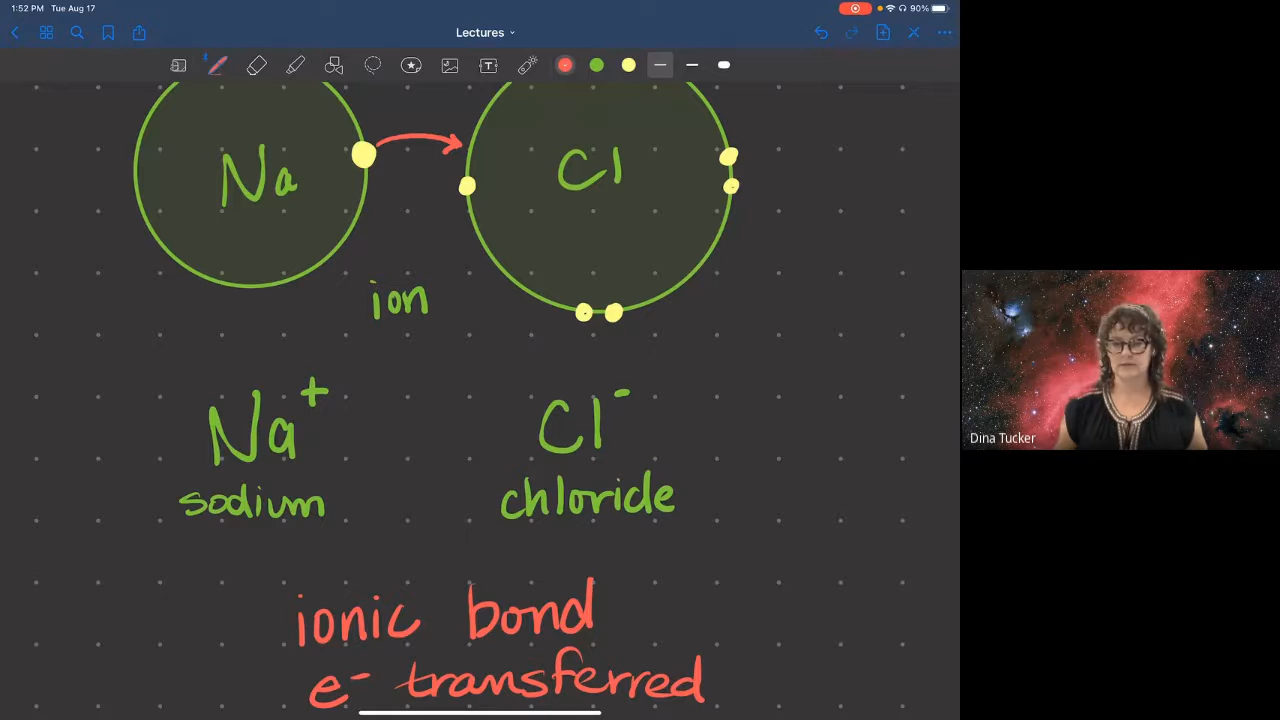 1:52 PM Tue Aug 17
90%
Lectures
T
Na
Cl
ion
Na+
Cl-
sodium
chloride
Dina Tucker
ionic bond
e- transferred